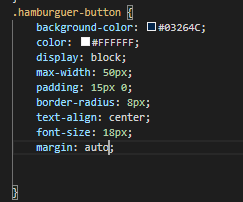 .hamburguer-button {
background-color: #03264C;
color: #FFFFFF;
display: block;
max-width: 50px;
padding: 15px 0;
border-radius: 8px;
text-align: center;
font-size: 18px;
margin: auto;
}